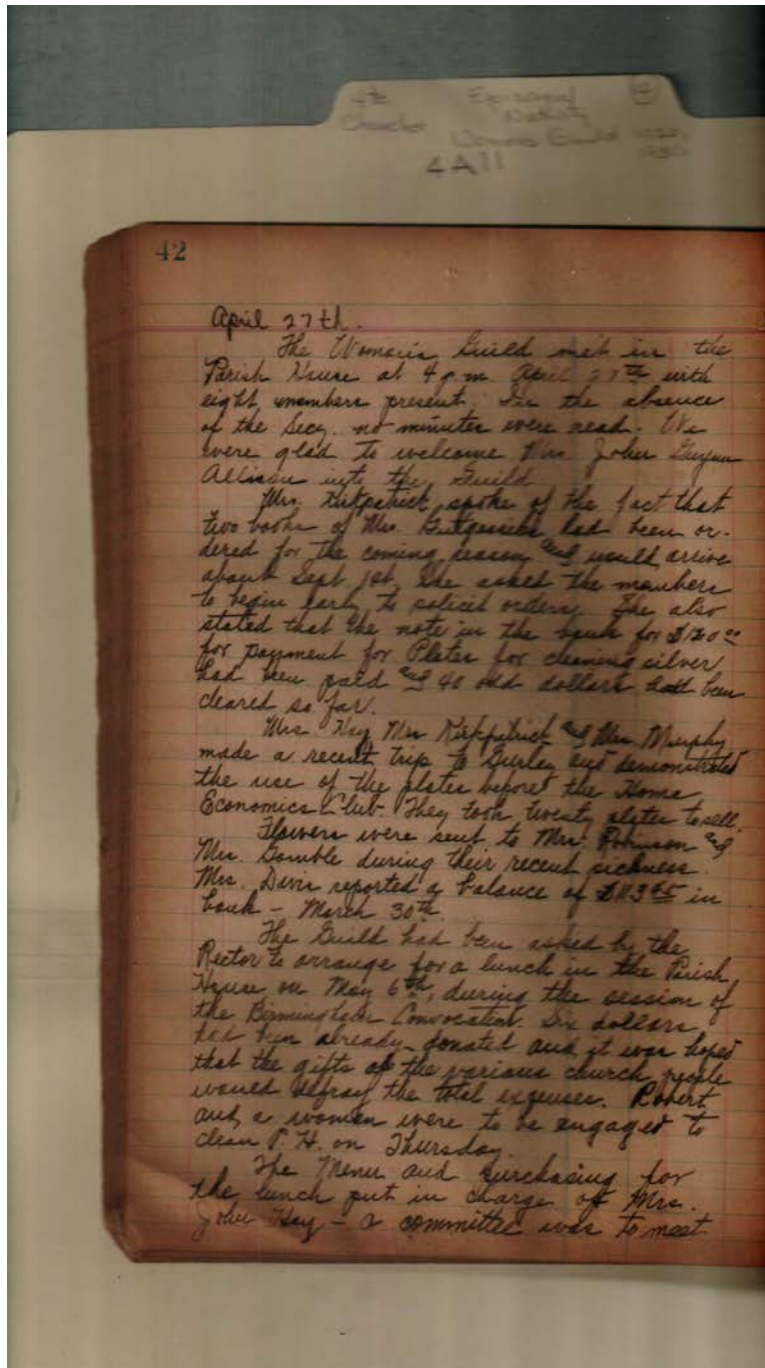 4th Episcopal 4
Church Nativity
Women's Guild
4A11
42
April 27th.
The Woman's Guild met in the
Parish House at 4 p.m. April 27th with
eight members present. In the absence
of the Secy. no minutes were read. We
were glad to welcome Mrs. John
Allison into the Guild
Mrs. Kirkpatrick spoke of the fact that
two books of Mrs. had been or-
dered for the coming season and would arrive
about Sept 1st. She asked the members
to begin early to solicit orders. She also
stated that the note in the bank for $120.00
for payment for Plates for cleaning silver
had been paid and 40 odd dollars had been
cleared so far.
Mrs. Hay Mrs Kirkpatrick and Mrs. Murphy
made a recent trip to Gurley and demonstrated
the use of the plates before the Home
Economics Club. They took twenty plates to sell.
Flowers were sent to Mrs. Robinson and
Mrs. Gamble during their recent sickness.
Mrs. Davis reported a balance of in
bank – March 30th.
The Guild had been asked by the
Rector to arrange for a lunch in the Parish
House on May 6th, during the session of
the Birmingham Convocation. Six dollars
had been already donated and it was hoped
that the gifts of the various church people
would defray the total expenses. Robert
and a women were to be engaged to
clean P. H. on Thursday.
The Menu and purchasing for
the lunch put in charge of Mrs.
John Hay – a committee was to meet